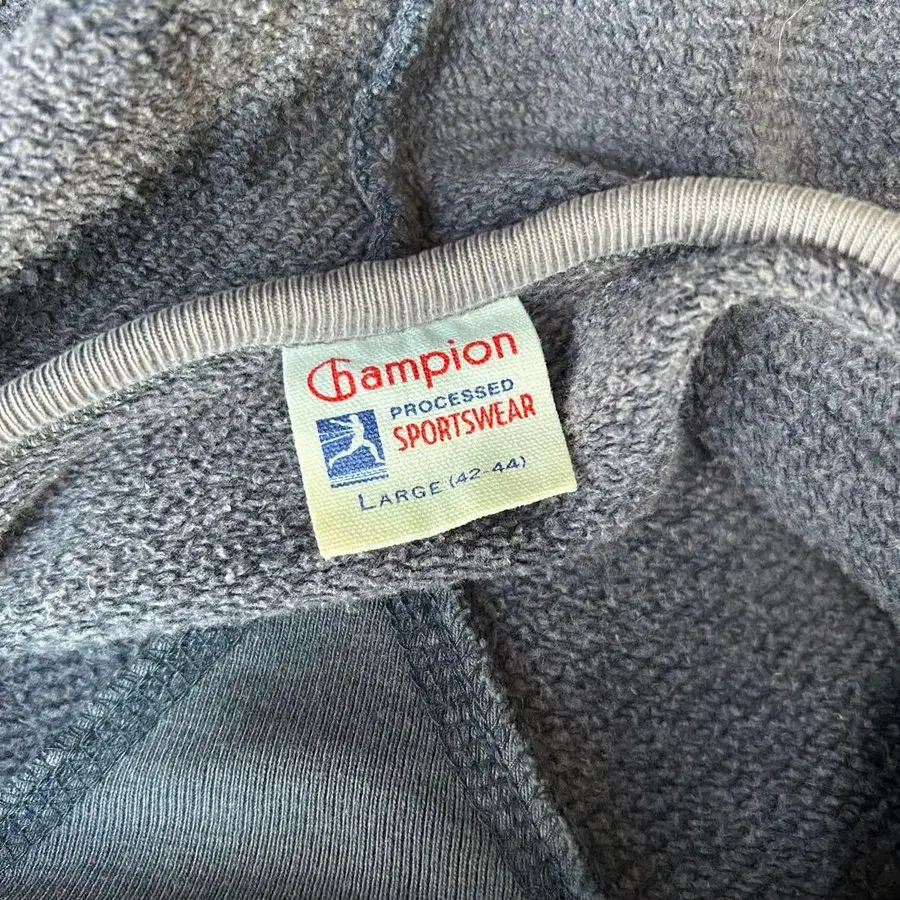 Champion
PROCESSED
SPORTSWEAR
LARGE (42-44)